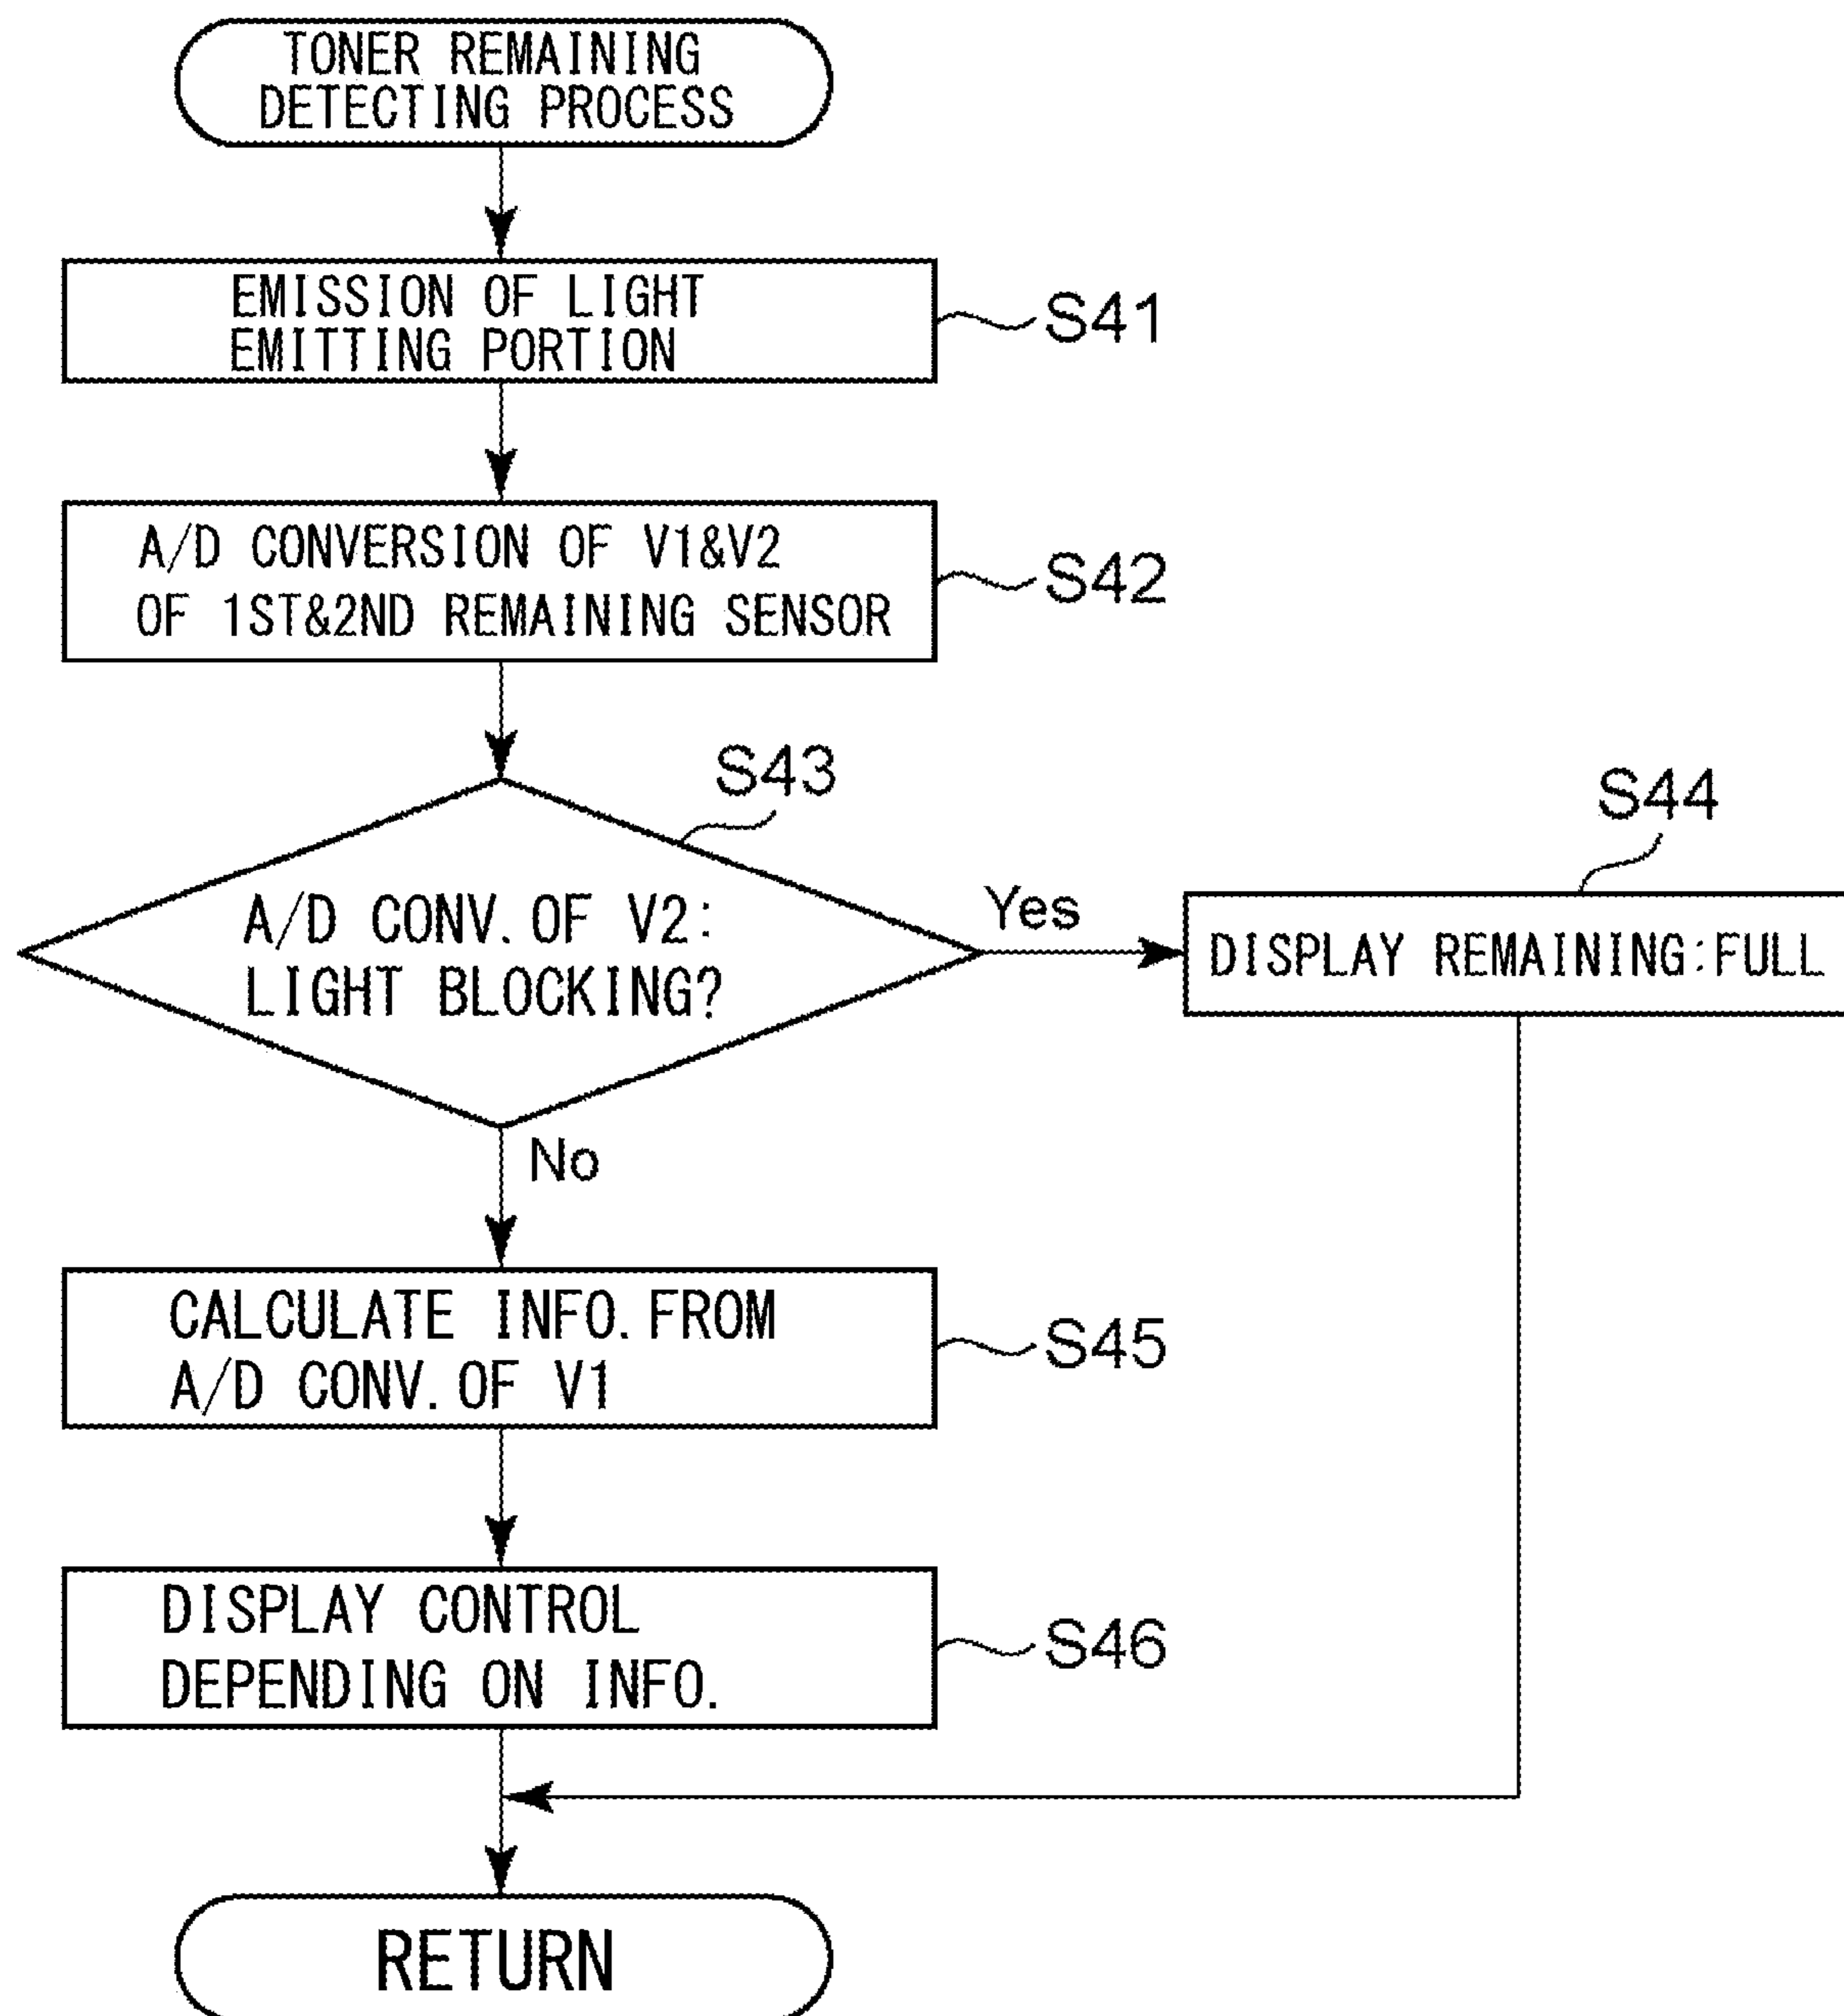 TONER REMAINING
DETECTING PROCESS
EMISSION OF LIGHT
EMITTING PORTION
S41
A/D CONVERSION OF V1&V2
OF 1ST&2ND REMAINING SENSOR
S42
S43
A/D CONV.OF V2:
LIGHT BLOCKING?
Yes
S44
DISPLAY REMAINING:FULL
No
CALCULATE INFO.FROM
A/D CONV.OF V1
S45
DISPLAY CONTROL
DEPENDING ON INFO.
S46
RETURN